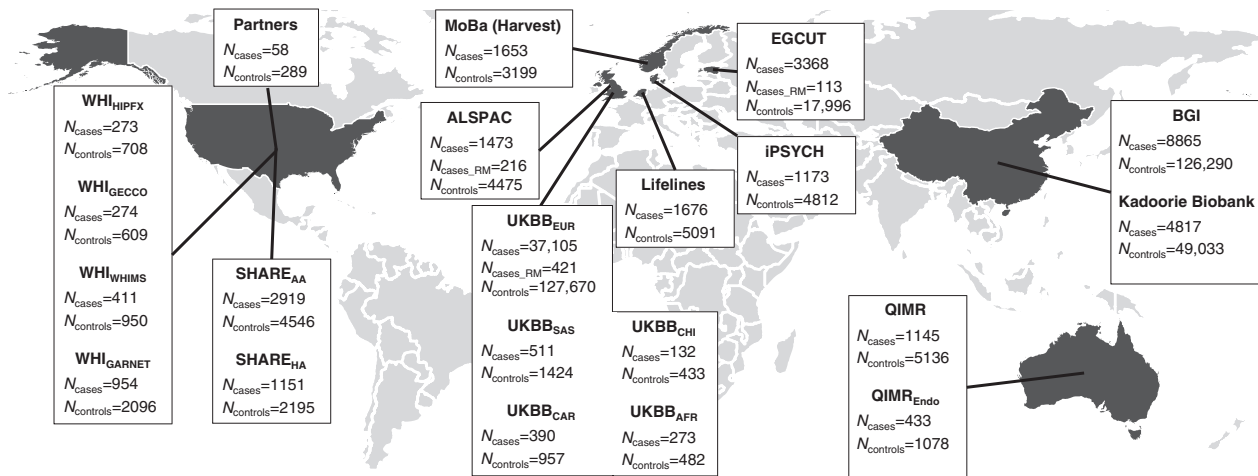 Partners
Ncases=58
Ncontrols=289
WHIHIPFX
Ncases=273
Ncontrols=708
WHIGECCO
Ncases=274
Ncontrols=609
WHIWHIMS
Ncases=411
Ncontrols=950
WHIGARNET
Ncases=954
Ncontrols=2096
SHAREAA
Ncases=2919
Ncontrols=4546
SHAREHA
Ncases=1151
Ncontrols=2195
MoBa (Harvest)
Ncases=1653
Ncontrols=3199
ALSPAC
Ncases=1473
Ncases_RM=216
Ncontrols=4475
UKBBEUR
Ncases=37,105
Ncases_RM=421
Ncontrols=127,670
UKBBSAS
Ncases=511
Ncontrols=1424
UKBBCAR
Ncases=390
Ncontrols=957
UKBBCHI
Ncases=132
Ncontrols=433
UKBBAFR
Ncases=273
Ncontrols=482
Lifelines
Ncases=1676
Ncontrols=5091
EGCUT
Ncases=3368
Ncases_RM=113
Ncontrols=17,996
iPSYCH
Ncases=1173
Ncontrols=4812
BGI
Ncases=8865
Ncontrols=126,290
Kadoorie Biobank
Ncases=4817
Ncontrols=49,033
QIMR
Ncases=1145
Ncontrols=5136
QIMREndo
Ncases=433
Ncontrols=1078